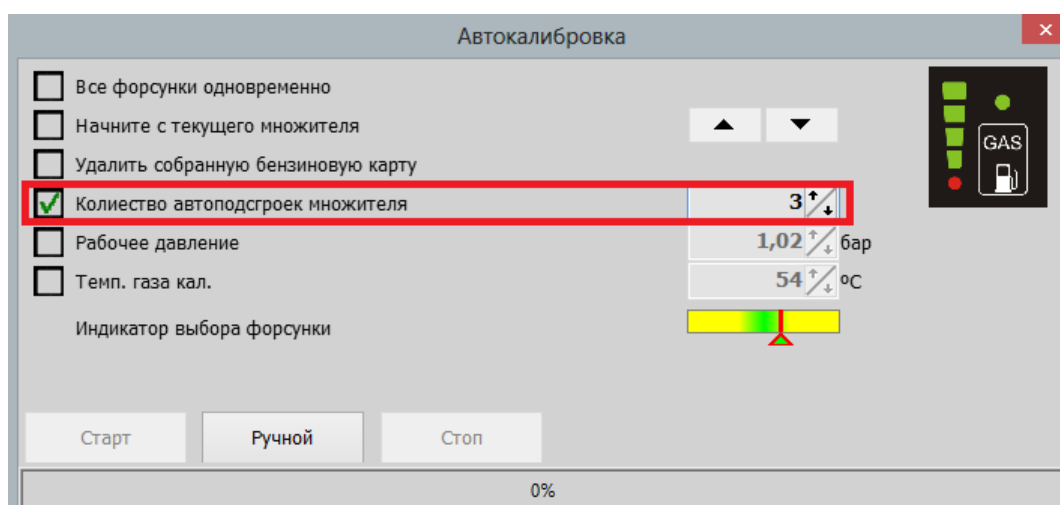 Автокалибровка
Все форсунки одновременно
Начните с текущего множителя
Удалить собранную бензиновую карту
Колиество автоподсгроек множителя 3
Рабочее давление 1,02 бар
Темп. газа кал. 54 ºC
Индикатор выбора форсунки
GAS
Старт Ручной Стоп
0%